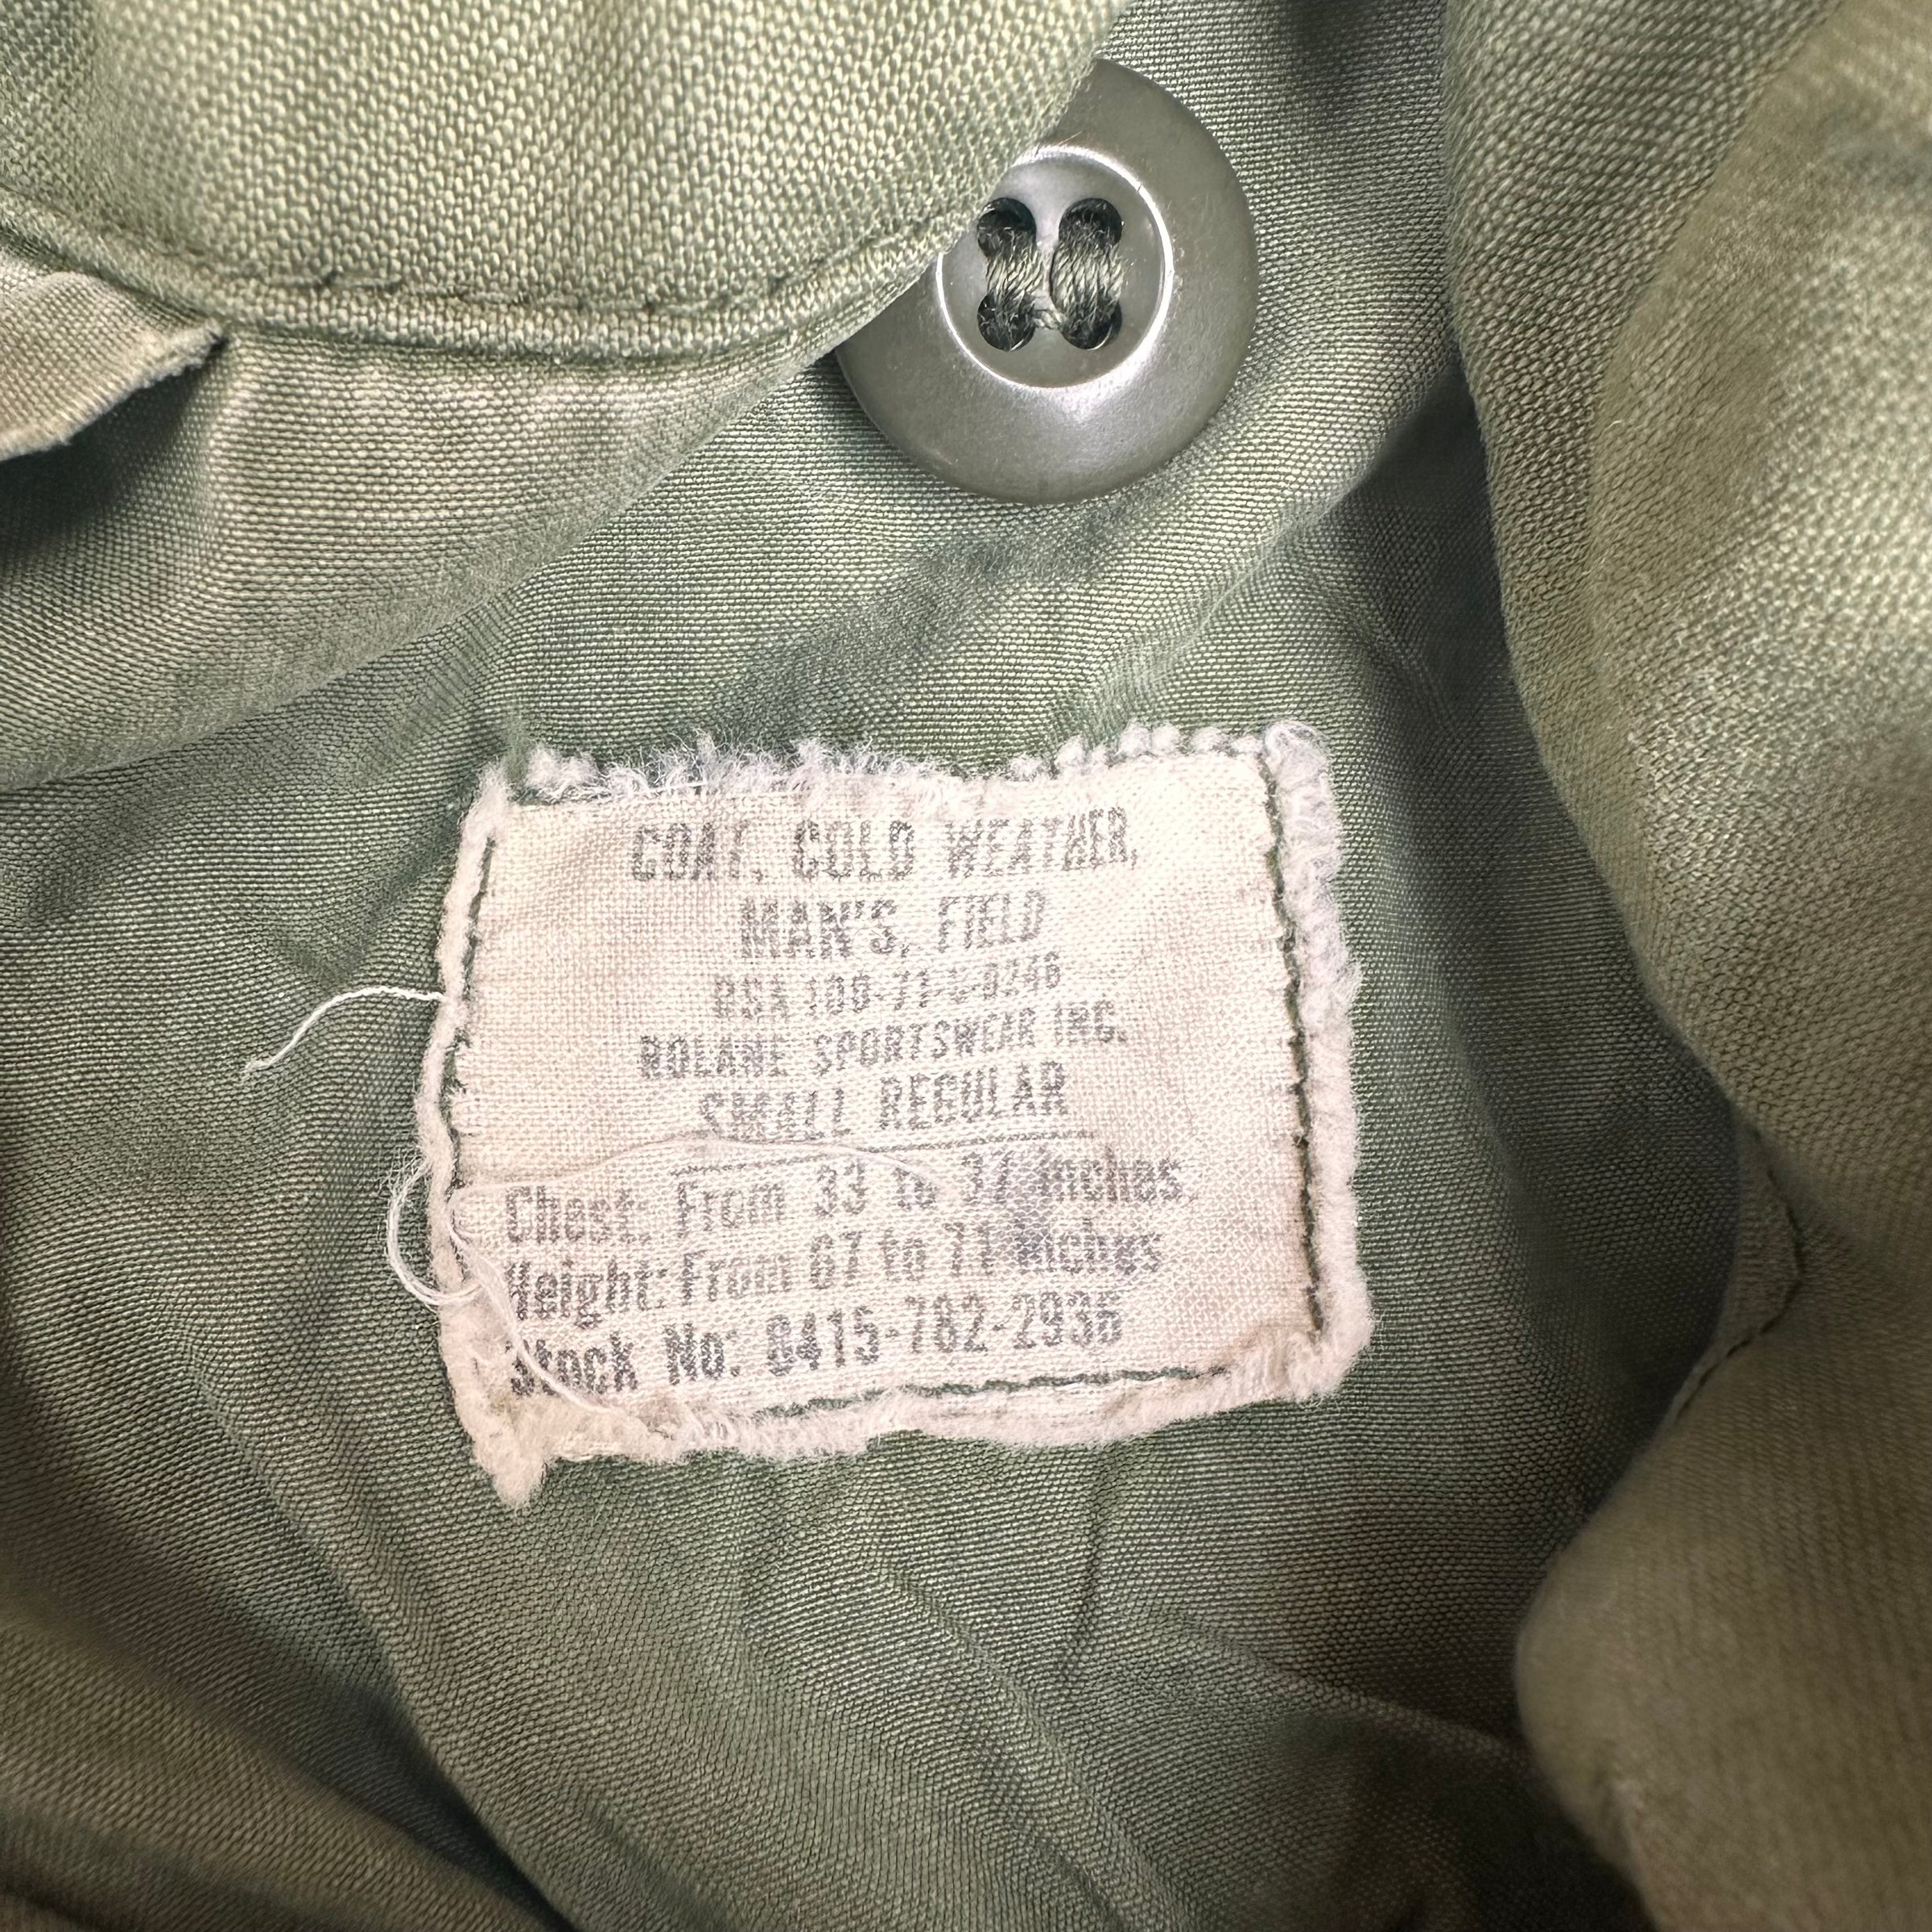 COAT, COLD WEATHER,
MAN'S, FIELD
DSA 100-71-C-0246
ROLANE SPORTSWEAR INC.
SMALL REGULAR
Chest: From 33 to 37 inches
Height: From 67 to 71 inches
Stock No: 8415-782-2936